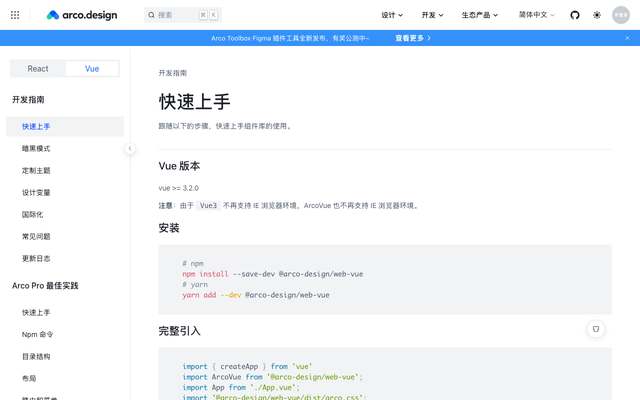 arco.design
搜索
⌘
K
设计
开发
生态产品
简体中文
Arco Toolbox Figma 插件工具全新发布，有奖公测中~
查看更多
React
Vue
开发指南
快速上手
暗黑模式
定制主题
设计变量
国际化
常见问题
更新日志
Arco Pro 最佳实践
快速上手
Npm 命令
目录结构
布局
开发指南
快速上手
跟随以下的步骤，快速上手组件库的使用。
Vue 版本
vue >= 3.2.0
注意：由于 Vue3 不再支持 IE 浏览器环境，ArcoVue 也不再支持 IE 浏览器环境。
安装
# npm
npm install --save-dev @arco-design/web-vue
# yarn
yarn add --dev @arco-design/web-vue
完整引入
import { createApp } from 'vue'
import ArcoVue from '@arco-design/web-vue';
import App from './App.vue';
import '@arco-design/web-vue/dist/arco.css';